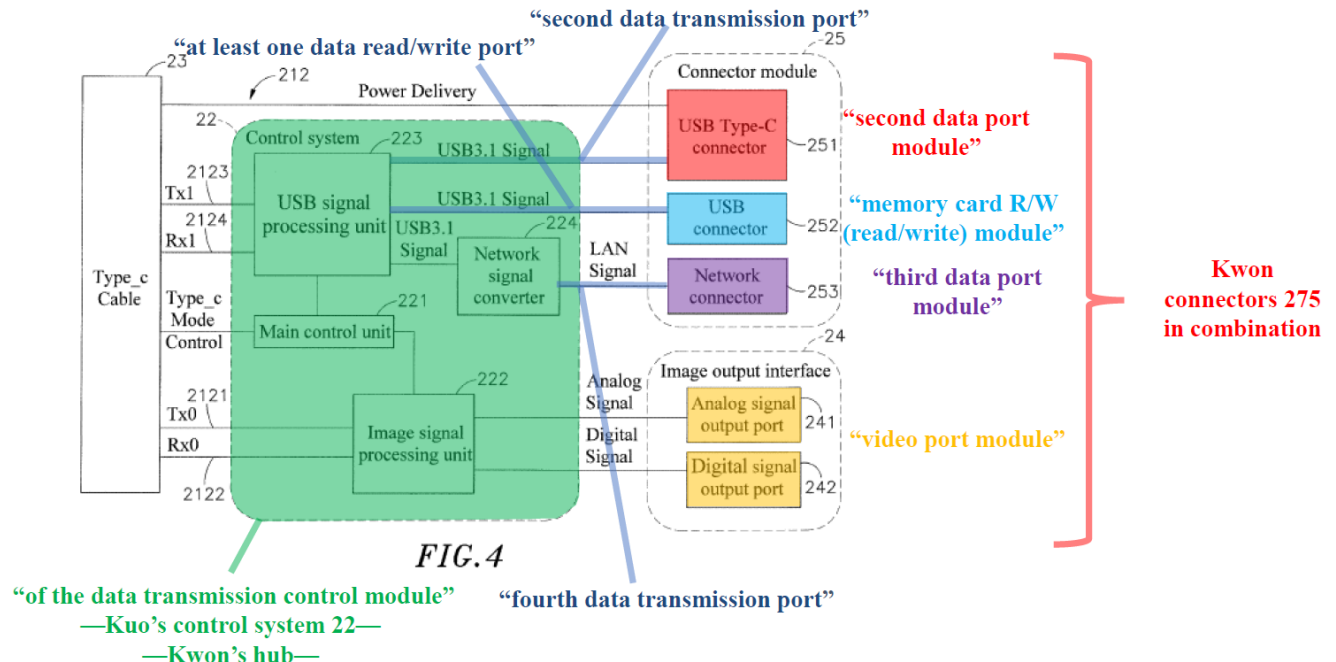 “second data transmission port”
“at least one data read/write port”
25
23
212
Connector module
Power Delivery
22
Control system
223
USB Type-C
connector
251
“second data port
module”
USB3.1 Signal
2123
Tx1
USB signal
processing unit
USB3.1 Signal
USB
connector
252
“memory card R/W
(read/write) module”
2124
Rx1
USB3.1
Signal
224
Network
signal
converter
LAN
Signal
Network
connector
253
“third data port
module”
Type_c
Cable
Type_c
Mode
Control
221
Main control unit
Kwon
connectors 275
in combination
24
222
Analog
Signal
Image output interface
Analog signal
output port
241
2121
Tx0
Rx0
Image signal
processing unit
Digital
Signal
“video port module”
Digital signal
output port
242
2122
FIG.4
“of the data transmission control module”
“fourth data transmission port”
—Kuo’s control system 22—
—Kwon’s hub—